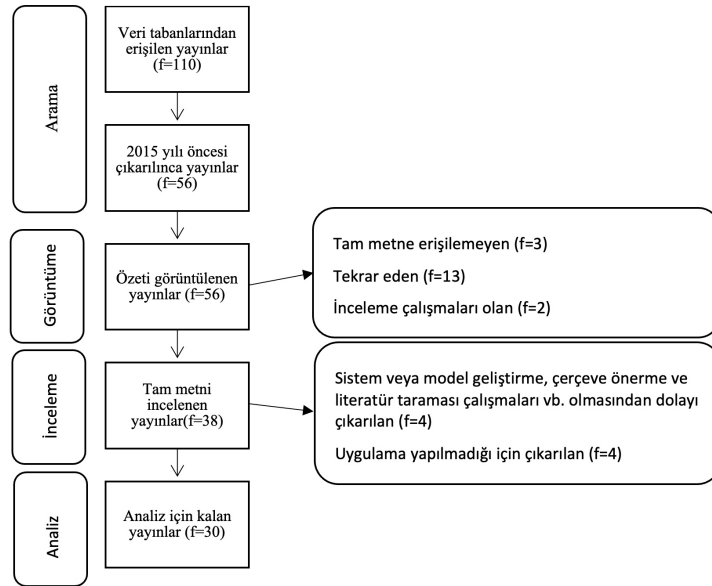 Arama
Veri tabanlarından
erişilen yayınlar
(f=110)
2015 yılı öncesi
çıkarılınca yayınlar
(f=56)
Görüntüme
Özeti görüntülenen
yayınlar (f=56)
Tam metne erişilemeyen (f=3)
Tekrar eden (f=13)
İnceleme çalışmaları olan (f=2)
İnceleme
Tam metni
incelenen
yayınlar(f=38)
Sistem veya model geliştirme, çerçeve önerme ve
literatür taraması çalışmaları vb. olmasından dolayı
çıkarılan (f=4)
Uygulama yapılmadığı için çıkarılan (f=4)
Analiz
Analiz için kalan
yayınlar (f=30)